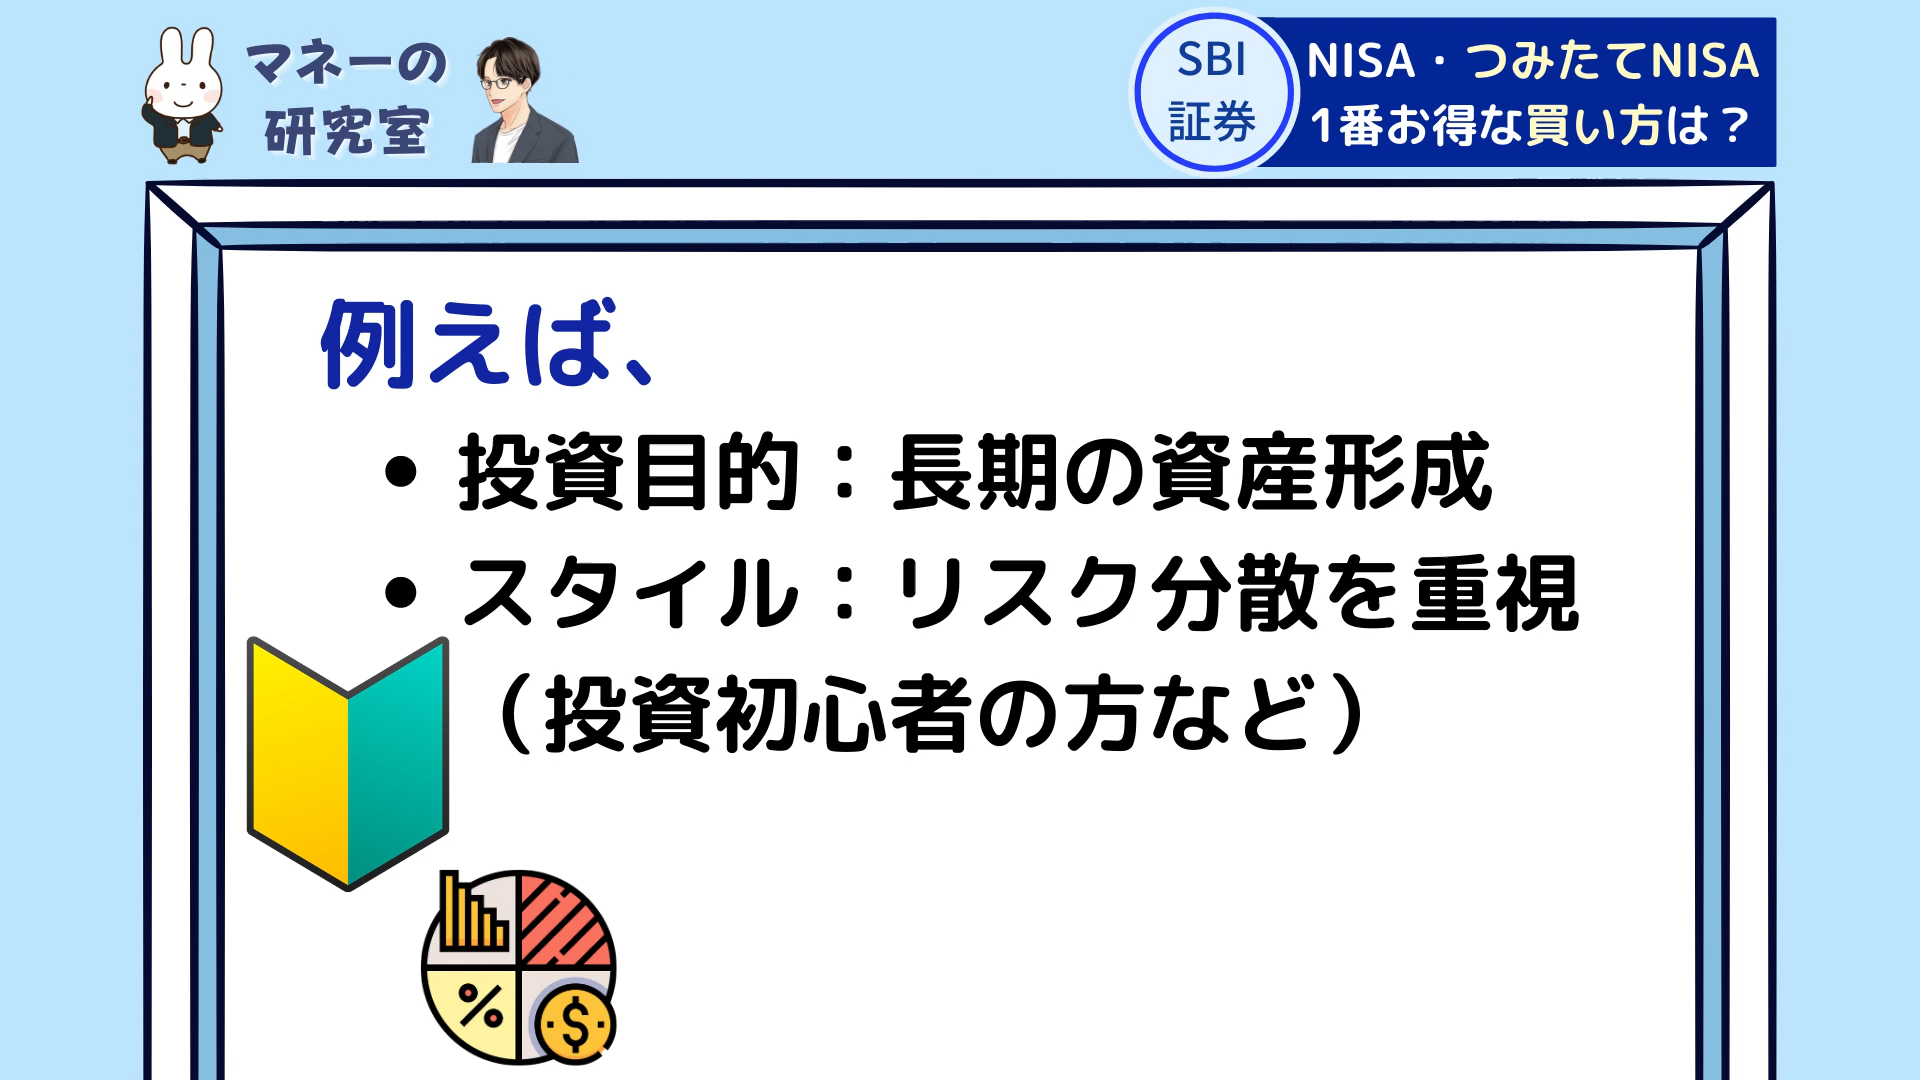 マネーの
研究室
SBI
証券
NISA・つみたてNISA
1番お得な買い方は？
例えば、
• 投資目的：長期の資産形成
• スタイル：リスク分散を重視
（投資初心者の方など）
%
$